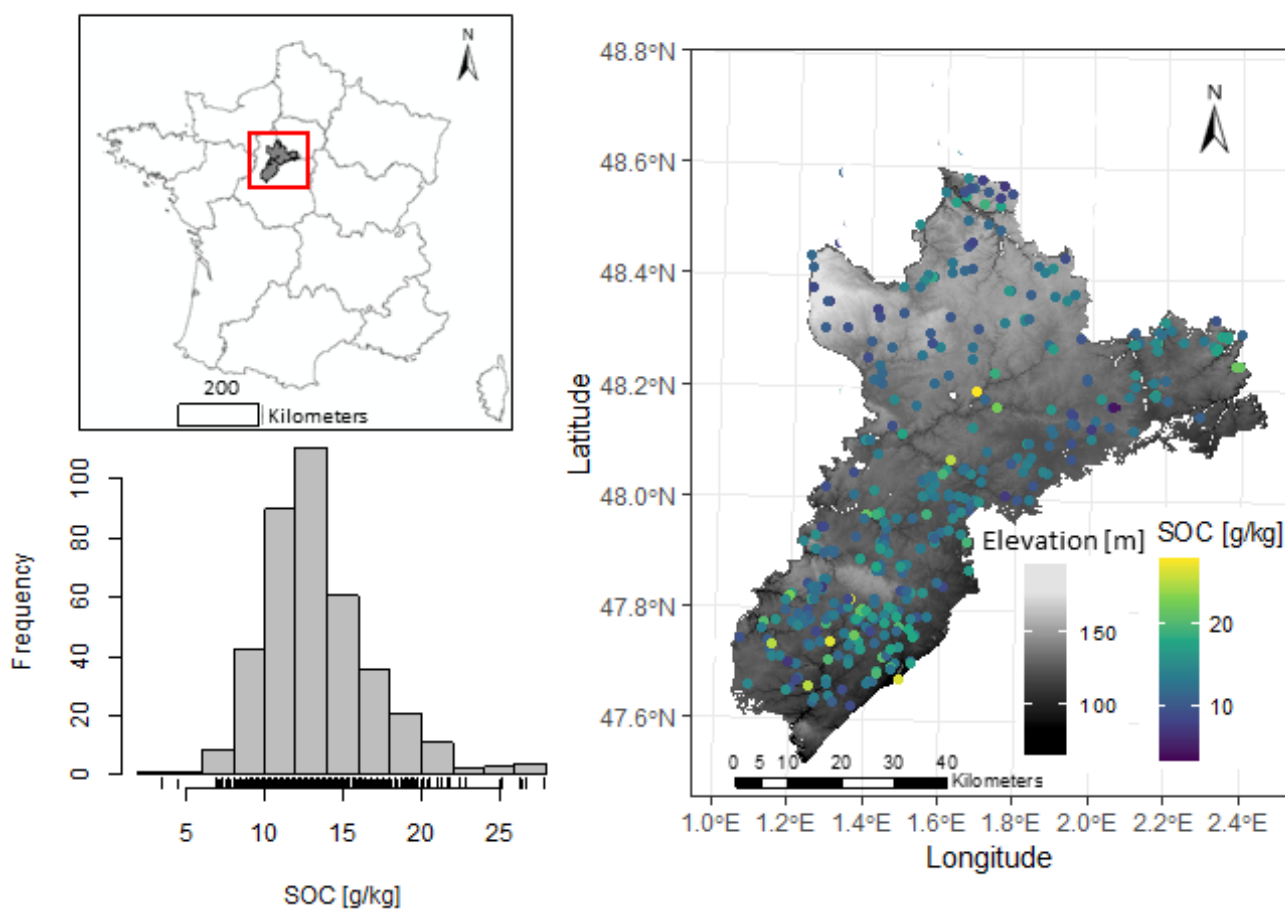 N
200
Kilometers
100
80
60
40
20
0
Frequency
5 10 15 20 25
SOC [g/kg]
48.8°N
48.6°N
48.4°N
48.2°N
48.0°N
47.8°N
47.6°N
Latitude
N
Elevation [m]
150
100
SOC [g/kg]
20
10
0 5 10 20 30 40
Kilometers
1.0°E 1.2°E 1.4°E 1.6°E 1.8°E 2.0°E 2.2°E 2.4°E
Longitude